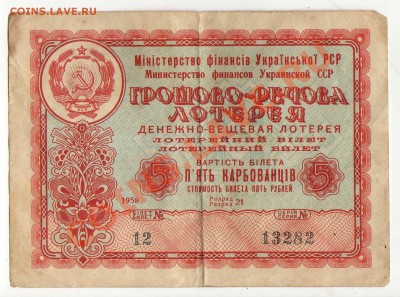 COINS.LAVE.RU
Міністерство фінансів Української РСР
Министерство финансов Украинской ССР
ГРОШОВО-РЕЧОВА
ЛОТЕРЕЯ
ДЕНЕЖНО-ВЕЩЕВАЯ ЛОТЕРЕЯ
ЛОТЕРЕЙНИЙ БІЛЕТ
ЛОТЕРЕЙНЫЙ БИЛЕТ
ВАРТІСТЬ БІЛЕТА
5 П'ЯТЬ КАРБОВАНЦІВ 5
СТОИМОСТЬ БИЛЕТА ПЯТЬ РУБЛЕЙ
1958
Розряд 21
Разряд
БІЛЕТ №
БИЛЕТ
СЕРІЯ №
СЕРИЯ
12 13282